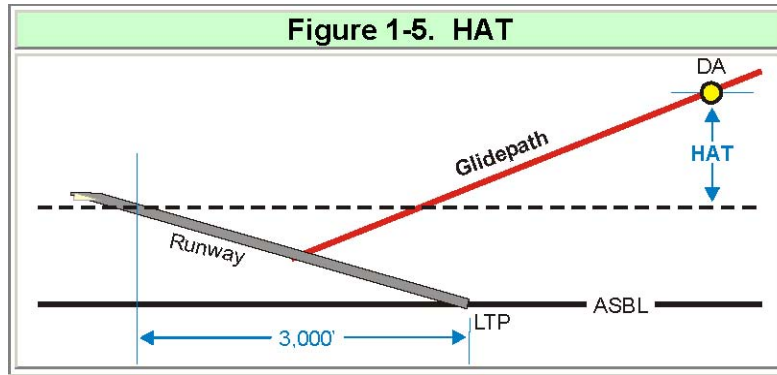 Figure 1-5. HAT
DA
Glidepath
HAT
Runway
LTP
ASBL
3,000'